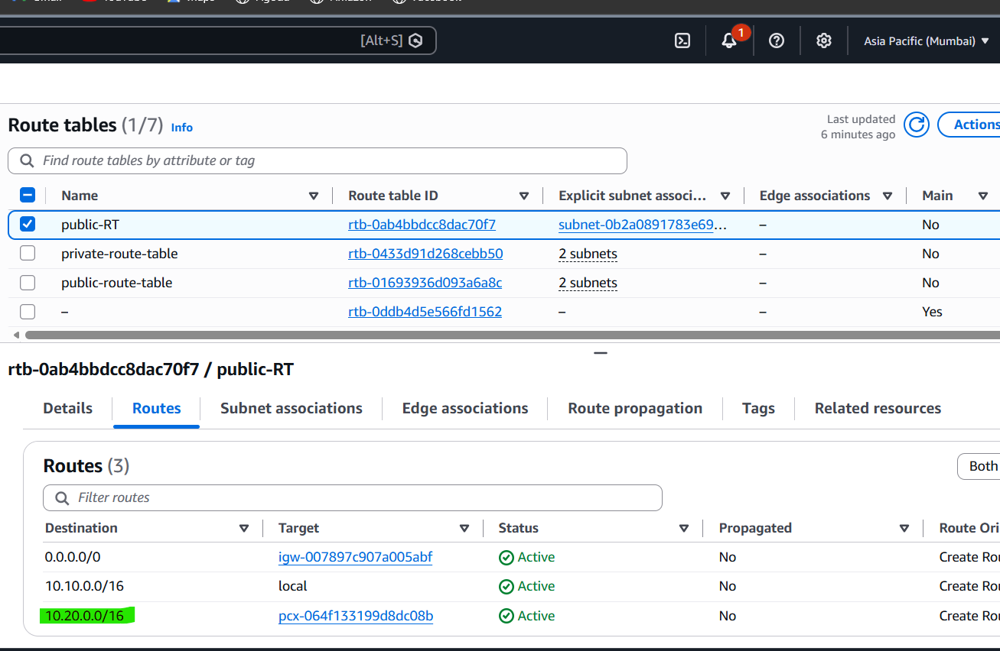 [Alt+S] 1 Asia Pacific (Mumbai)
Route tables (1/7) Info
Last updated
6 minutes ago
Actions
Find route tables by attribute or tag
Name Route table ID Explicit subnet associ... Edge associations Main
public-RT rtb-0ab4bbdcc8dac70f7 subnet-0b2a0891783e69... – No
private-route-table rtb-0433d91d268cebb50 2 subnets – No
public-route-table rtb-01693936d093a6a8c 2 subnets – No
– rtb-0ddb4d5e566fd1562 – – Yes
rtb-0ab4bbdcc8dac70f7 / public-RT
Details Routes Subnet associations Edge associations Route propagation Tags Related resources
Routes (3)
Both
Filter routes
Destination Target Status Propagated Route Ori
0.0.0.0/0 igw-007897c907a005abf Active No Create Rou
10.10.0.0/16 local Active No Create Rou
10.20.0.0/16 pcx-064f133199d8dc08b Active No Create Rou